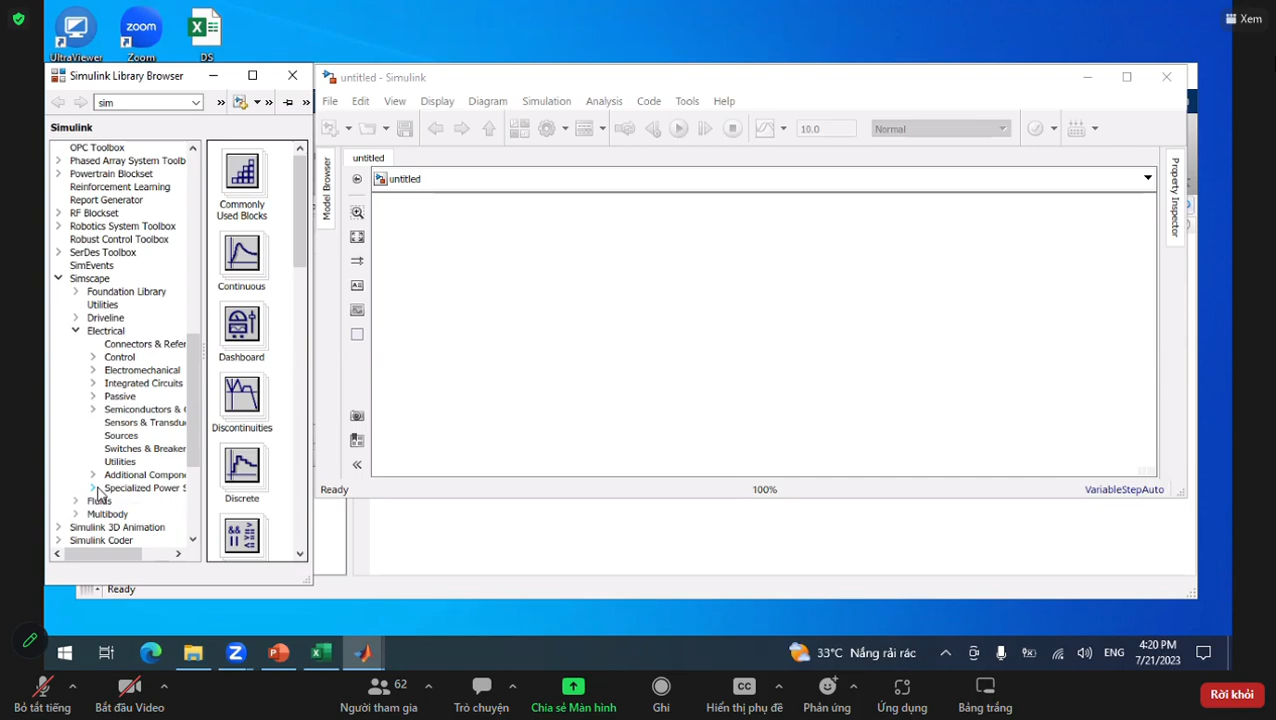 Xem
zoom
UltraViewer
Zoom
DS
Simulink Library Browser
untitled - Simulink
sim
»
»
»
File Edit View Display Diagram Simulation Analysis Code Tools Help
Simulink
10.0
Normal
OPC Toolbox
Phased Array System Toolb
Powertrain Blockset
Reinforcement Learning
Report Generator
RF Blockset
Robotics System Toolbox
Robust Control Toolbox
SerDes Toolbox
SimEvents
Simscape
Foundation Library
Utilities
Driveline
Electrical
Connectors & Refer
Control
Electromechanical
Integrated Circuits
Passive
Semiconductors & C
Sensors & Transdu
Sources
Switches & Breaker
Utilities
Additional Compone
Specialized Power S
Fluids
Multibody
Simulink 3D Animation
Simulink Coder
Commonly
Used Blocks
Continuous
Dashboard
Discontinuities
Discrete
untitled
untitled
Model Browser
Property Inspector
Ready
100%
VariableStepAuto
Ready
33°C Nắng rải rác
ENG
4:20 PM
7/21/2023
Bỏ tắt tiếng
Bắt đầu Video
62
Người tham gia
Trò chuyện
Chia sẻ Màn hình
Ghi
CC
Hiển thị phụ đề
Phản ứng
Ứng dụng
Bảng trắng
Rời khỏi